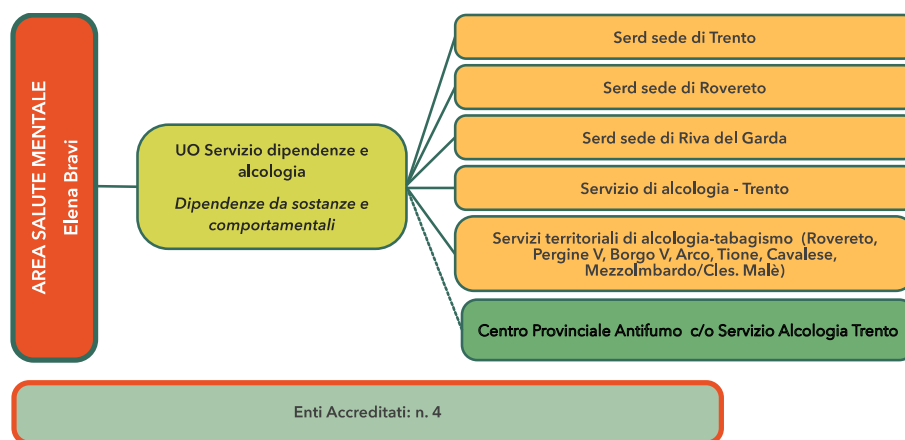 AREA SALUTE MENTALE
Elena Bravi
UO Servizio dipendenze e
alcologia
Dipendenze da sostanze e
comportamentali
Serd sede di Trento
Serd sede di Rovereto
Serd sede di Riva del Garda
Servizio di alcologia - Trento
Servizi territoriali di alcologia-tabagismo (Rovereto,
Pergine V, Borgo V, Arco, Tione, Cavalese,
Mezzolmbardo/Cles. Malè)
Centro Provinciale Antifumo c/o Servizio Alcologia Trento
Enti Accreditati: n. 4